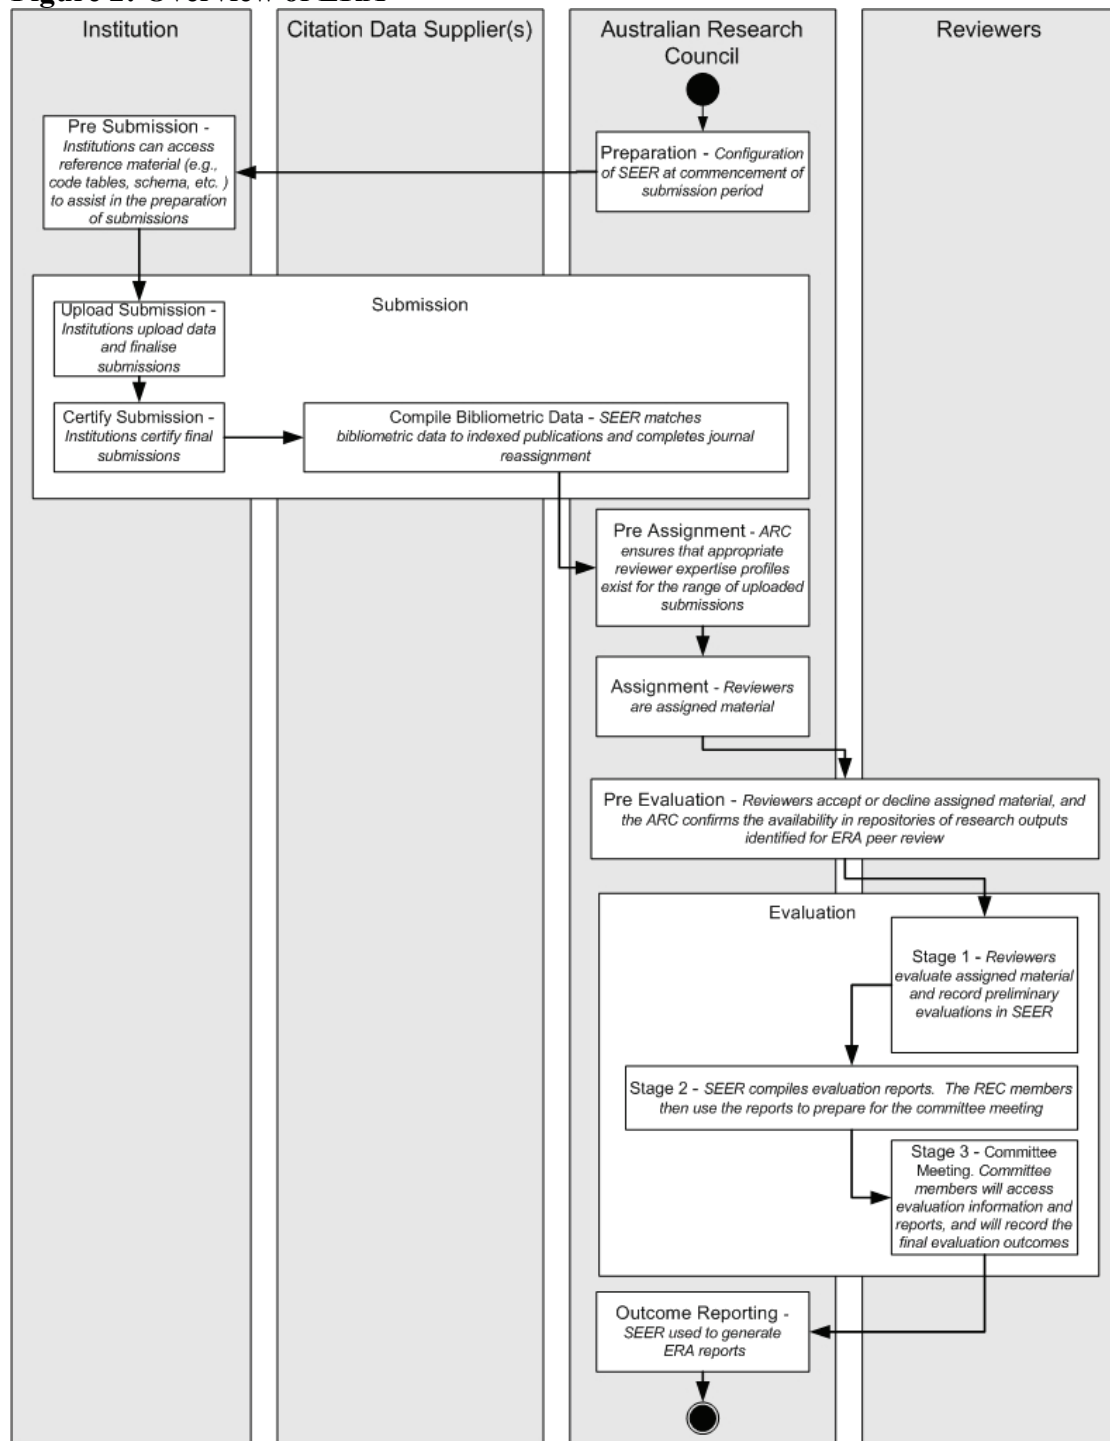 Figure 2: Overview of ERA
Institution
Citation Data Supplier(s)
Australian Research
Council
Reviewers
Pre Submission -
Institutions can access
reference material (e.g.,
code tables, schema, etc. )
to assist in the preparation
of submissions
Preparation - Configuration
of SEER at commencement of
submission period
Submission
Upload Submission -
Institutions upload data
and finalise
submissions
Certify Submission -
Institutions certify final
submissions
Compile Bibliometric Data - SEER matches
bibliometric data to indexed publications and completes journal
reassignment
Pre Assignment - ARC
ensures that appropriate
reviewer expertise profiles
exist for the range of uploaded
submissions
Assignment - Reviewers
are assigned material
Pre Evaluation - Reviewers accept or decline assigned material, and
the ARC confirms the availability in repositories of research outputs
identified for ERA peer review
Evaluation
Stage 1 - Reviewers
evaluate assigned material
and record preliminary
evaluations in SEER
Stage 2 - SEER compiles evaluation reports. The REC members
then use the reports to prepare for the committee meeting
Stage 3 - Committee
Meeting. Committee
members will access
evaluation information and
reports, and will record the
final evaluation outcomes
Outcome Reporting -
SEER used to generate
ERA reports